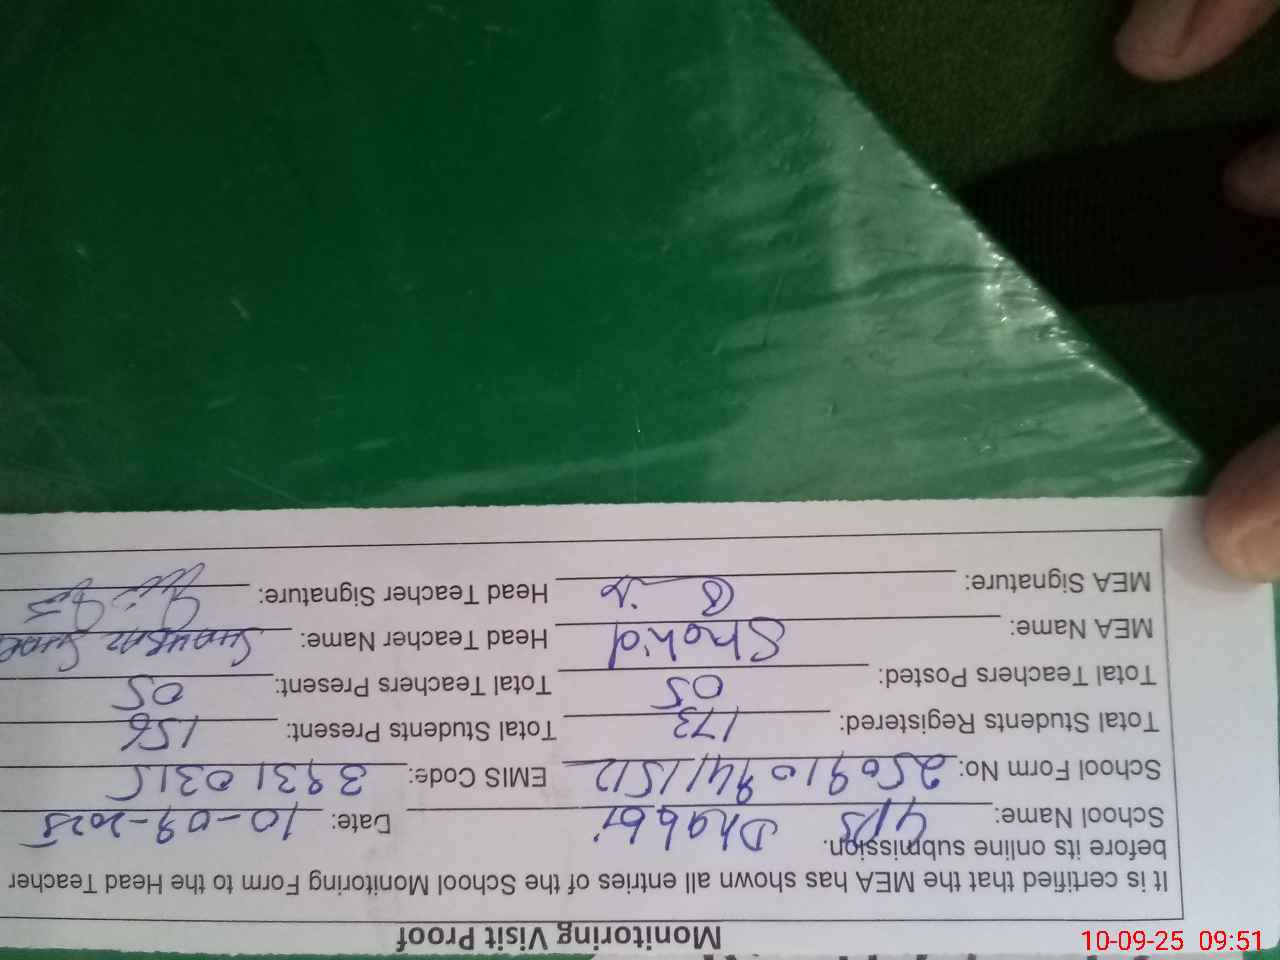 Monitoring Visit Proof
It is certified that the MEA has shown all entries of the School Monitoring Form to the Head Teacher
before its online submission.
School Name: GPS Dhabbi Date: 10-09-2025
School Form No: 250910941512 EMIS Code: 39310315
Total Students Registered: 173 Total Students Present: 156
Total Teachers Posted: 05 Total Teachers Present: 05
MEA Name: Shahid Head Teacher Name:
MEA Signature: Head Teacher Signature:
10-09-25 09:51